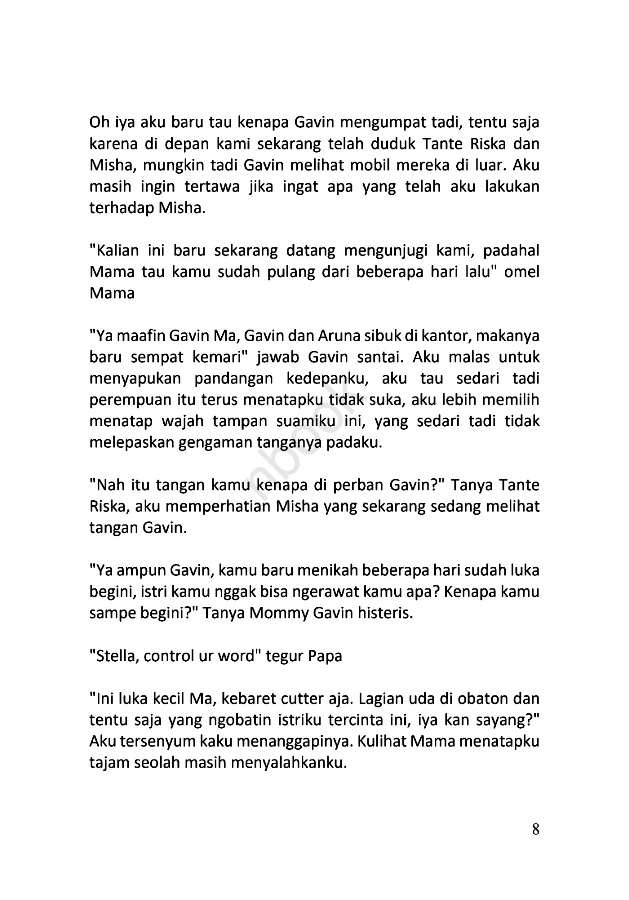 Oh iya aku baru tau kenapa Gavin mengumpat tadi, tentu saja
karena di depan kami sekarang telah duduk Tante Riska dan
Misha, mungkin tadi Gavin melihat mobil mereka di luar. Aku
masih ingin tertawa jika ingat apa yang telah aku lakukan
terhadap Misha.
"Kalian ini baru sekarang datang mengunjugi kami, padahal
Mama tau kamu sudah pulang dari beberapa hari lalu" omel
Mama
"Ya maafin Gavin Ma, Gavin dan Aruna sibuk di kantor, makanya
baru sempat kemari" jawab Gavin santai. Aku malas untuk
menyapukan pandangan kedepanku, aku tau sedari tadi
perempuan itu terus menatapku tidak suka, aku lebih memilih
menatap wajah tampan suamiku ini, yang sedari tadi tidak
melepaskan gengaman tanganya padaku.
"Nah itu tangan kamu kenapa di perban Gavin?" Tanya Tante
Riska, aku memperhatian Misha yang sekarang sedang melihat
tangan Gavin.
"Ya ampun Gavin, kamu baru menikah beberapa hari sudah luka
begini, istri kamu nggak bisa ngerawat kamu apa? Kenapa kamu
sampe begini?" Tanya Mommy Gavin histeris.
"Stella, control ur word" tegur Papa
"Ini luka kecil Ma, kebaret cutter aja. Lagian uda di obaton dan
tentu saja yang ngobatin istriku tercinta ini, iya kan sayang?"
Aku tersenyum kaku menanggapinya. Kulihat Mama menatapku
tajam seolah masih menyalahkanku.
nbook
8